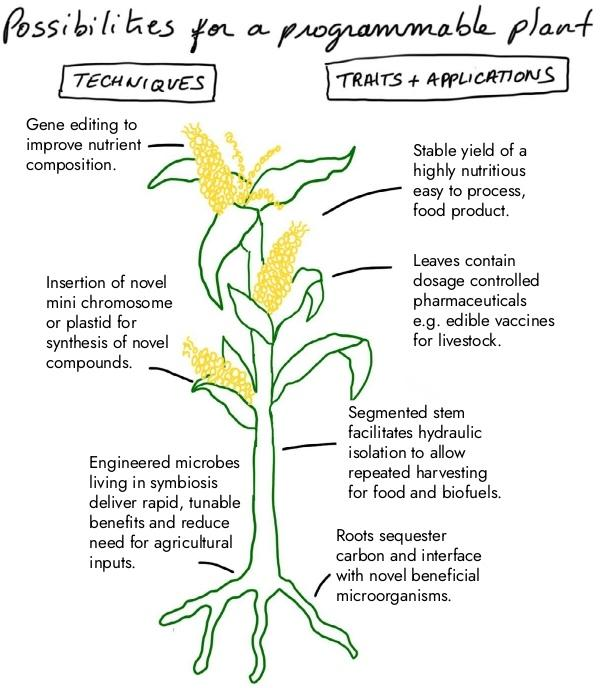 Possibilities for a programmable plant
TECHNIQUES
TRAITS + APPLICATIONS
Gene editing to
improve nutrient
composition.
Insertion of novel
mini chromosome
or plastid for
synthesis of novel
compounds.
Engineered microbes
living in symbiosis
deliver rapid, tunable
benefits and reduce
need for agricultural
inputs.
Stable yield of a
highly nutritious
easy to process,
food product.
Leaves contain
dosage controlled
pharmaceuticals
e.g. edible vaccines
for livestock.
Segmented stem
facilitates hydraulic
isolation to allow
repeated harvesting
for food and biofuels.
Roots sequester
carbon and interface
with novel beneficial
microorganisms.